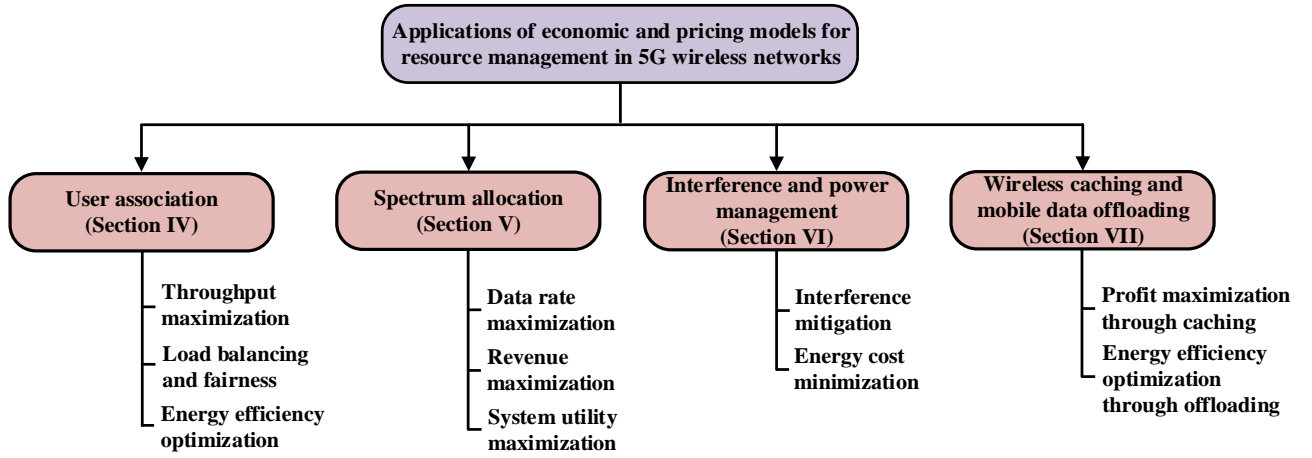 Applications of economic and pricing models for
resource management in 5G wireless networks
User association
(Section IV)
Throughput
maximization
Load balancing
and fairness
Energy efficiency
optimization
Spectrum allocation
(Section V)
Data rate
maximization
Revenue
maximization
System utility
maximization
Interference and power
management
(Section VI)
Interference
mitigation
Energy cost
minimization
Wireless caching and
mobile data offloading
(Section VII)
Profit maximization
through caching
Energy efficiency
optimization
through offloading